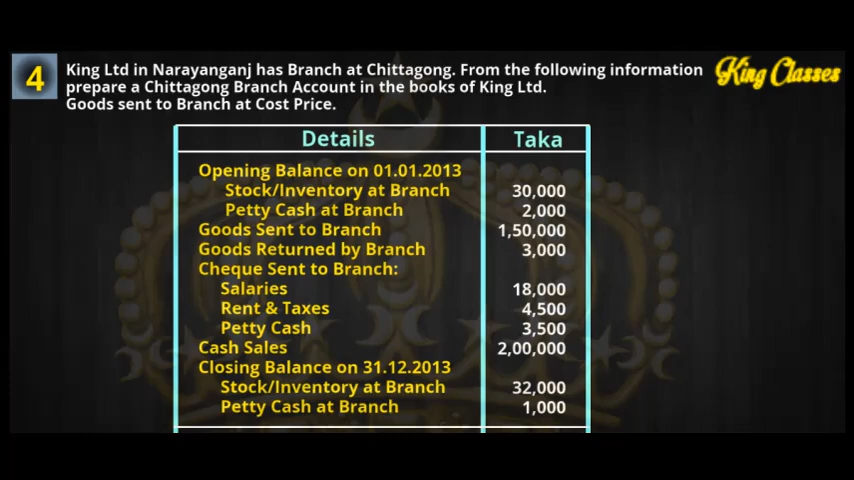 4
King Ltd in Narayanganj has Branch at Chittagong. From the following information
prepare a Chittagong Branch Account in the books of King Ltd.
Goods sent to Branch at Cost Price.
King Classes
Details Taka
Opening Balance on 01.01.2013
Stock/Inventory at Branch 30,000
Petty Cash at Branch 2,000
Goods Sent to Branch 1,50,000
Goods Returned by Branch 3,000
Cheque Sent to Branch:
Salaries 18,000
Rent & Taxes 4,500
Petty Cash 3,500
Cash Sales 2,00,000
Closing Balance on 31.12.2013
Stock/Inventory at Branch 32,000
Petty Cash at Branch 1,000